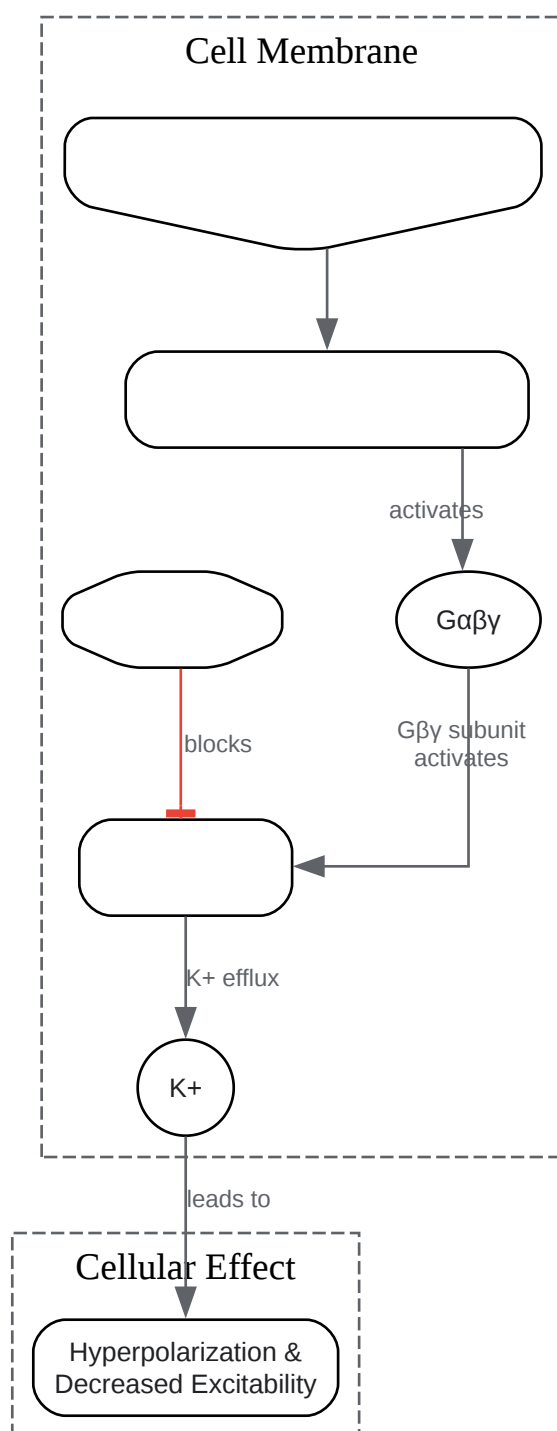 Cell Membrane
activates
Gαβγ
blocks
Gβγ subunit
activates
K+ efflux
K+
leads to
Cellular Effect
Hyperpolarization &
Decreased Excitability